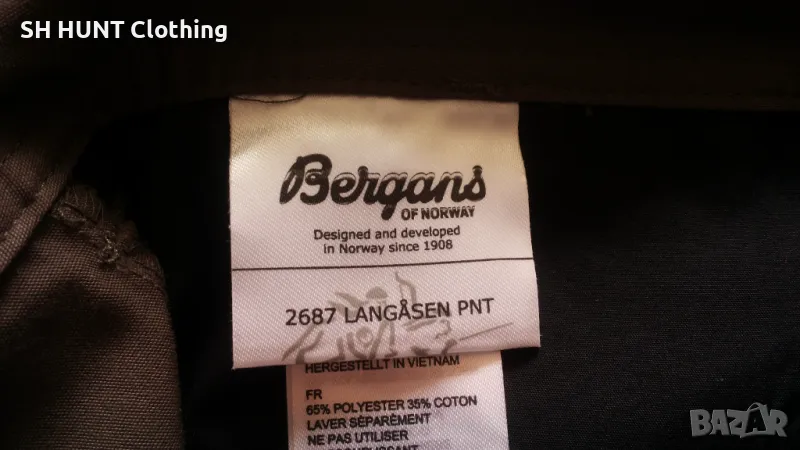 SH HUNT Clothing
Bergans
OF NORWAY
Designed and developed
in Norway since 1908
2687 LANGÅSEN PNT
HERGESTELLT IN VIETNAM
FR
65% POLYESTER 35% COTON
LAVER SÉPARÉMENT
NE PAS UTILISER
BAZAR